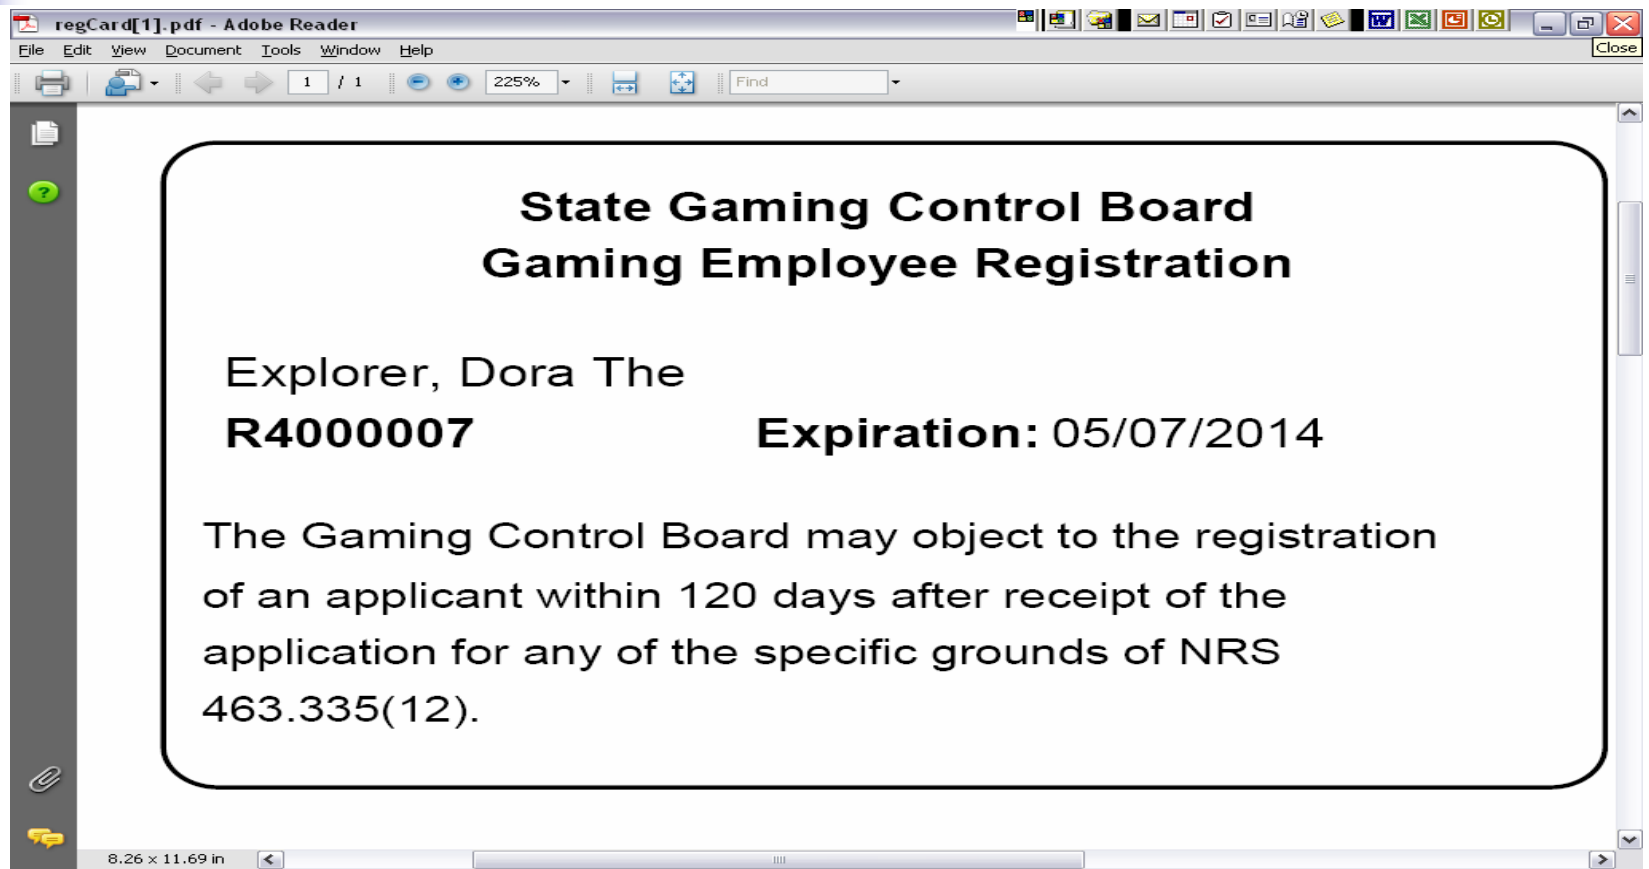 regCard[1].pdf - Adobe Reader
File Edit View Document Tools Window Help
Close
1 / 1 225% Find
State Gaming Control Board
Gaming Employee Registration
Explorer, Dora The
R4000007 Expiration: 05/07/2014
The Gaming Control Board may object to the registration
of an applicant within 120 days after receipt of the
application for any of the specific grounds of NRS
463.335(12).
8.26 x 11.69 in